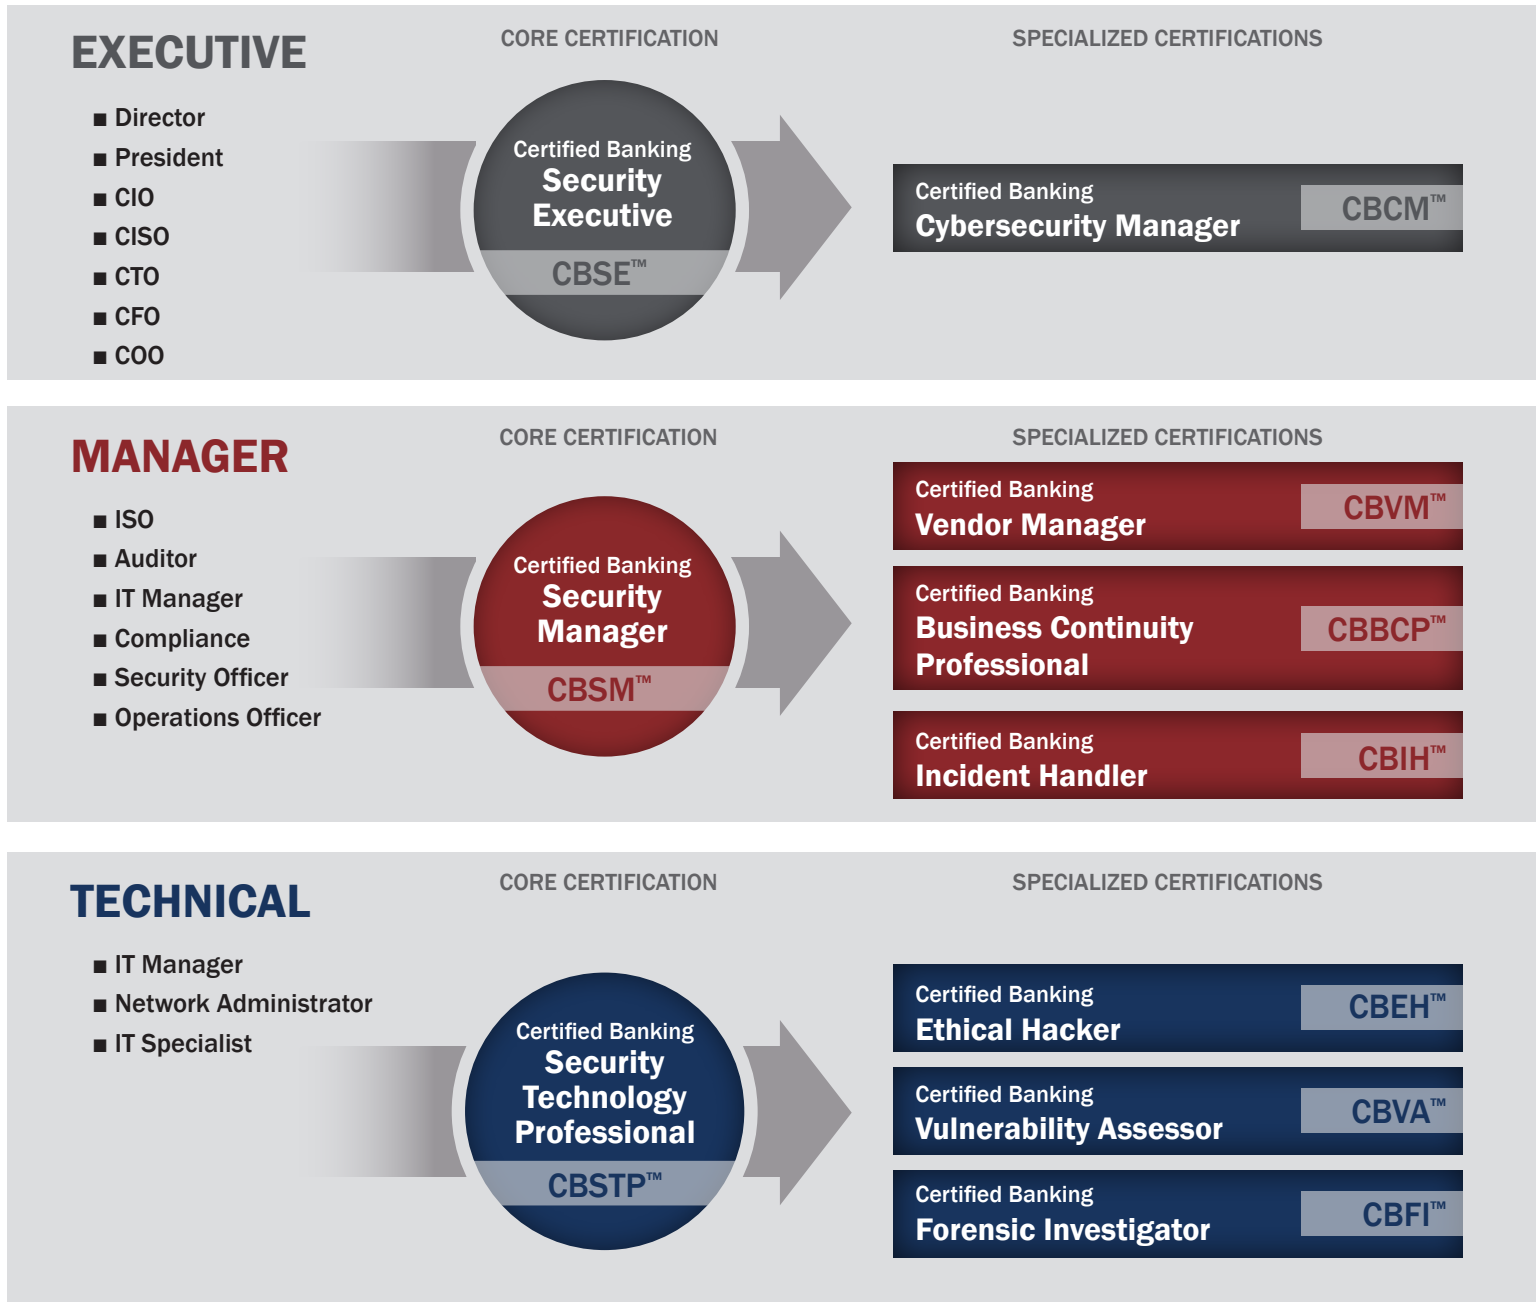 EXECUTIVE
CORE CERTIFICATION
SPECIALIZED CERTIFICATIONS
■ Director
■ President
■ CIO
■ CISO
■ CTO
■ CFO
■ COO
Certified Banking
Security
Executive
CBSE™
Certified Banking
Cybersecurity Manager
CBCM™
MANAGER
CORE CERTIFICATION
SPECIALIZED CERTIFICATIONS
■ ISO
■ Auditor
■ IT Manager
■ Compliance
■ Security Officer
■ Operations Officer
Certified Banking
Security
Manager
CBSM™
Certified Banking
Vendor Manager
CBVM™
Certified Banking
Business Continuity
Professional
CBBCP™
Certified Banking
Incident Handler
CBIH™
TECHNICAL
CORE CERTIFICATION
SPECIALIZED CERTIFICATIONS
■ IT Manager
■ Network Administrator
■ IT Specialist
Certified Banking
Security
Technology
Professional
CBSTP™
Certified Banking
Ethical Hacker
CBEH™
Certified Banking
Vulnerability Assessor
CBVA™
Certified Banking
Forensic Investigator
CBFI™